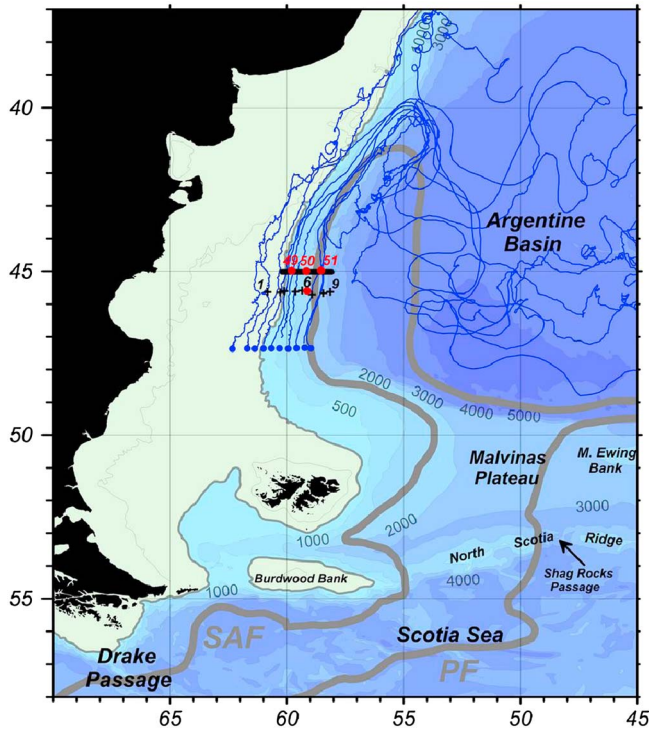 4000
3000
40
Argentine
Basin
49 50 51
45
1 6 9
2000
3000
4000
5000
500
50
Malvinas
Plateau
M. Ewing
Bank
3000
1000
2000
North Scotia Ridge
Shag Rocks
Passage
4000
Burdwood Bank
1000
55
SAF
Scotia Sea
PF
Drake
Passage
65 60 55 50 45